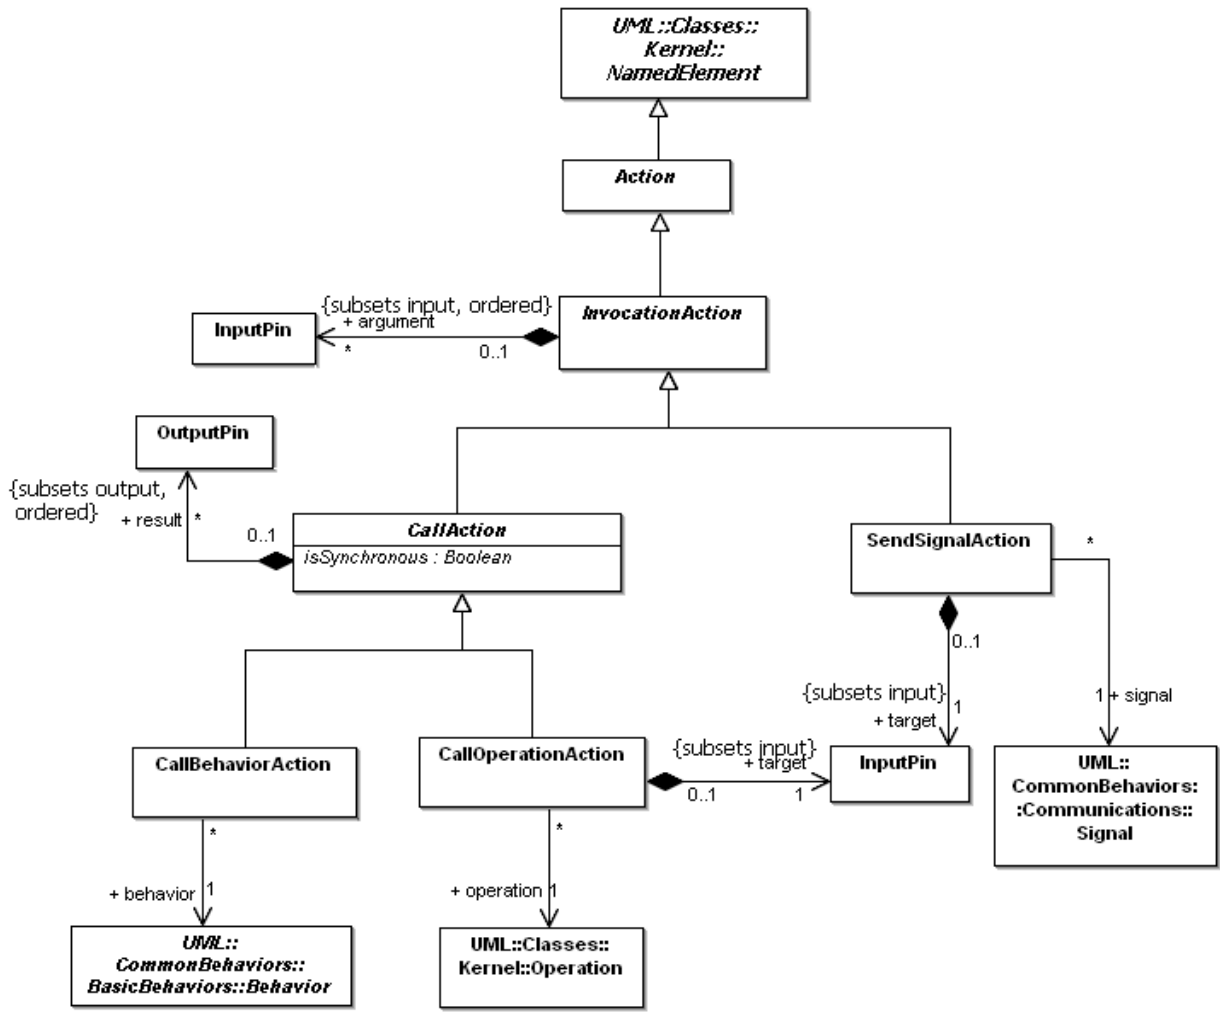 UML::Classes::
Kernel::
NamedElement
Action
{subsets input, ordered}
+ argument
InvocationAction
InputPin
*
0..1
OutputPin
{subsets output,
ordered}
+ result
*
0..1
CallAction
isSynchronous : Boolean
SendSignalAction
*
0..1
{subsets input}
1
+ target
1
+ signal
CallBehaviorAction
CallOperationAction
{subsets input}
+ target
0..1
1
InputPin
UML::
CommonBehaviors:
:Communications::
Signal
*
+ behavior
1
*
+ operation
1
UML::
CommonBehaviors::
BasicBehaviors::Behavior
UML::Classes::
Kernel::Operation